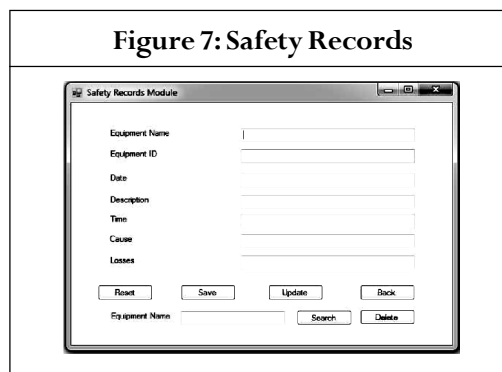 Figure 7: Safety Records
Safety Records Module
Equipment Name
Equipment ID
Date
Description
Time
Cause
Losses
Reset Save Update Back
Equipment Name Search Delete